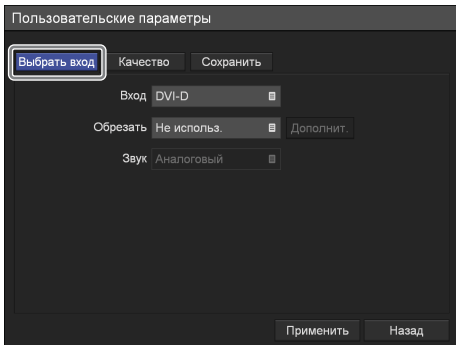 Пользовательские параметры
Выбрать вход Качество Сохранить
Вход DVI-D
Обрезать Не использ. Дополнит.
Звук Аналоговый
Применить Назад